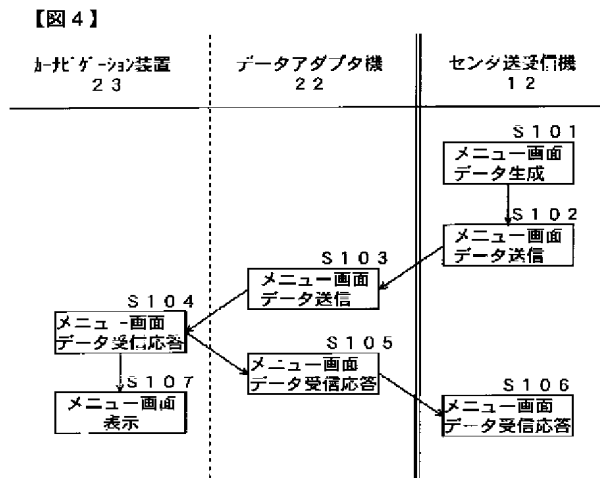 【図４】
ｶｰﾅﾋﾞｹﾞｰｼｮﾝ装置
２３
データアダプタ機
２２
センタ送受信機
１２
Ｓ１０１
メニュー画面
データ生成
Ｓ１０２
メニュー画面
データ送信
Ｓ１０３
メニュー画面
データ送信
Ｓ１０４
メニュー画面
データ受信応答
Ｓ１０５
メニュー画面
データ受信応答
Ｓ１０６
メニュー画面
データ受信応答
Ｓ１０７
メニュー画面
表示